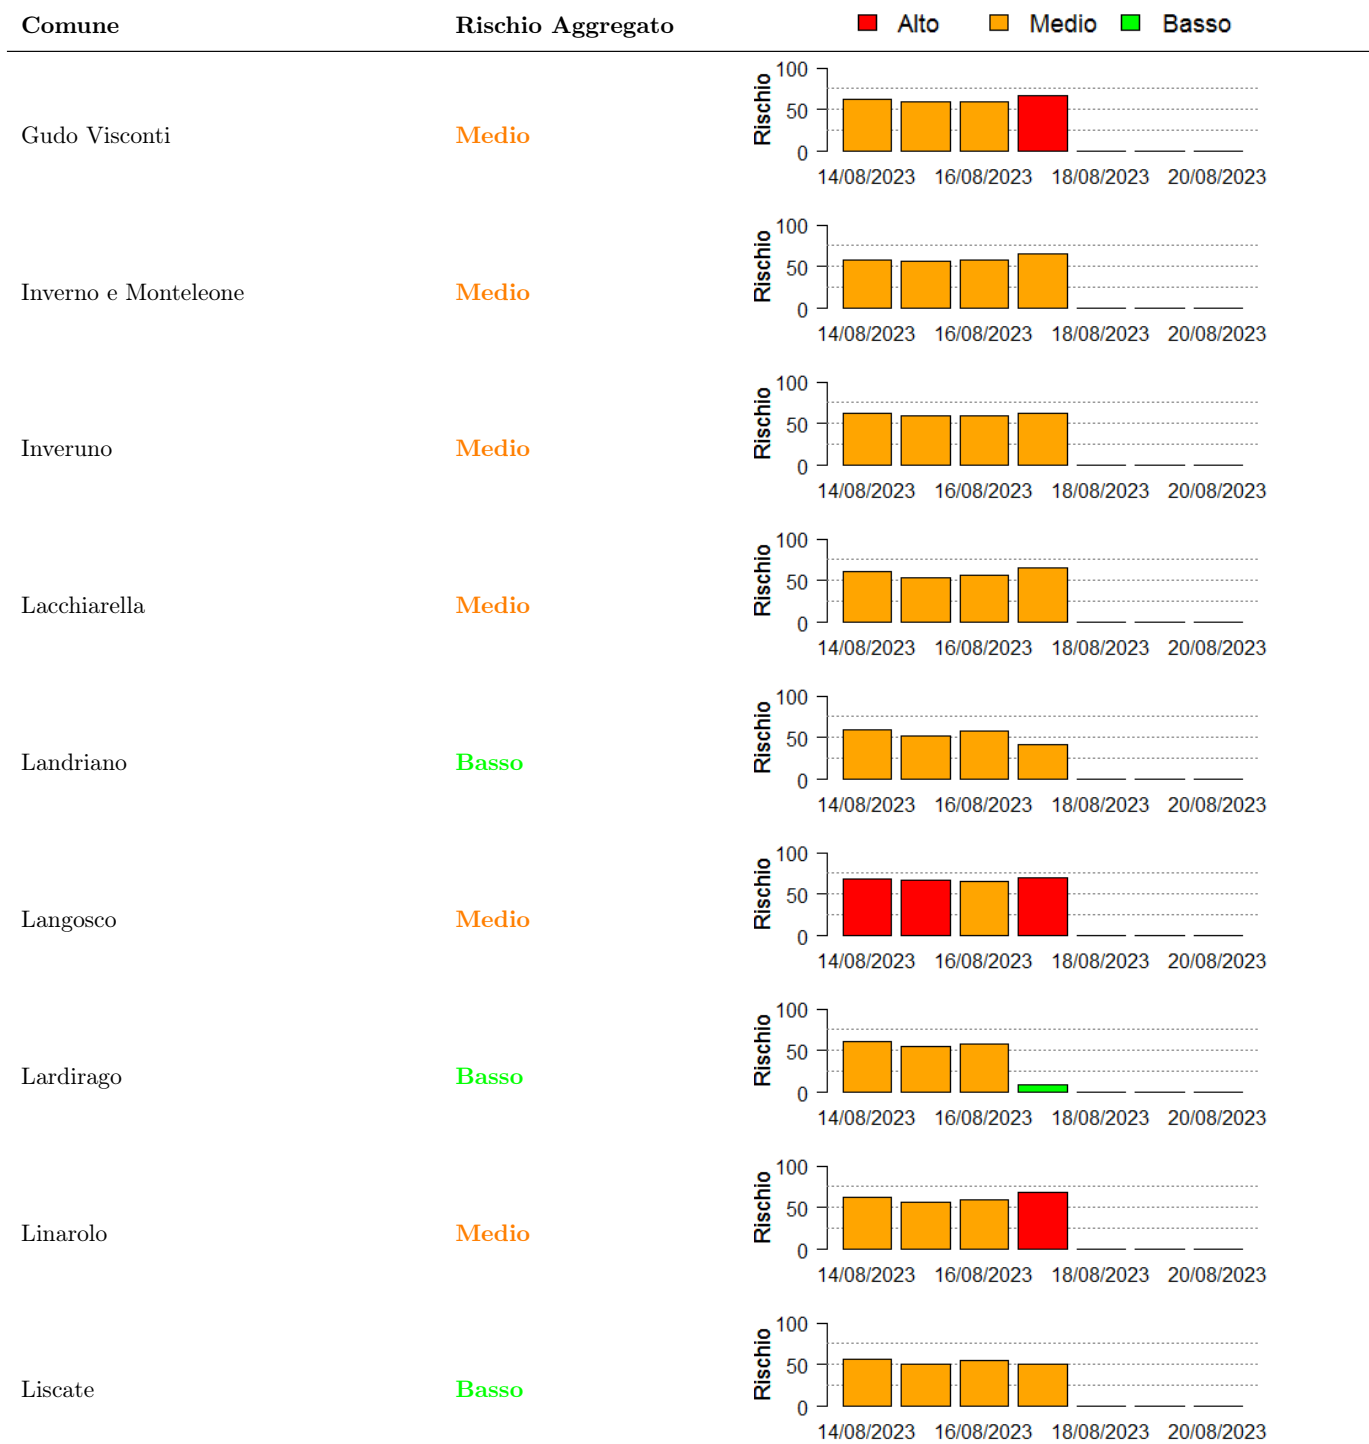 Comune Rischio Aggregato Alto Medio Basso
100
50
0
Rischio
Gudo Visconti Medio
14/08/2023 16/08/2023 18/08/2023 20/08/2023
100
50
0
Rischio
Inverno e Monteleone Medio
14/08/2023 16/08/2023 18/08/2023 20/08/2023
100
50
0
Rischio
Inveruno Medio
14/08/2023 16/08/2023 18/08/2023 20/08/2023
100
50
0
Rischio
Lacchiarella Medio
14/08/2023 16/08/2023 18/08/2023 20/08/2023
100
50
0
Rischio
Landriano Basso
14/08/2023 16/08/2023 18/08/2023 20/08/2023
100
50
0
Rischio
Langosco Medio
14/08/2023 16/08/2023 18/08/2023 20/08/2023
100
50
0
Rischio
Lardirago Basso
14/08/2023 16/08/2023 18/08/2023 20/08/2023
100
50
0
Rischio
Linarolo Medio
14/08/2023 16/08/2023 18/08/2023 20/08/2023
100
50
0
Rischio
Liscate Basso
14/08/2023 16/08/2023 18/08/2023 20/08/2023